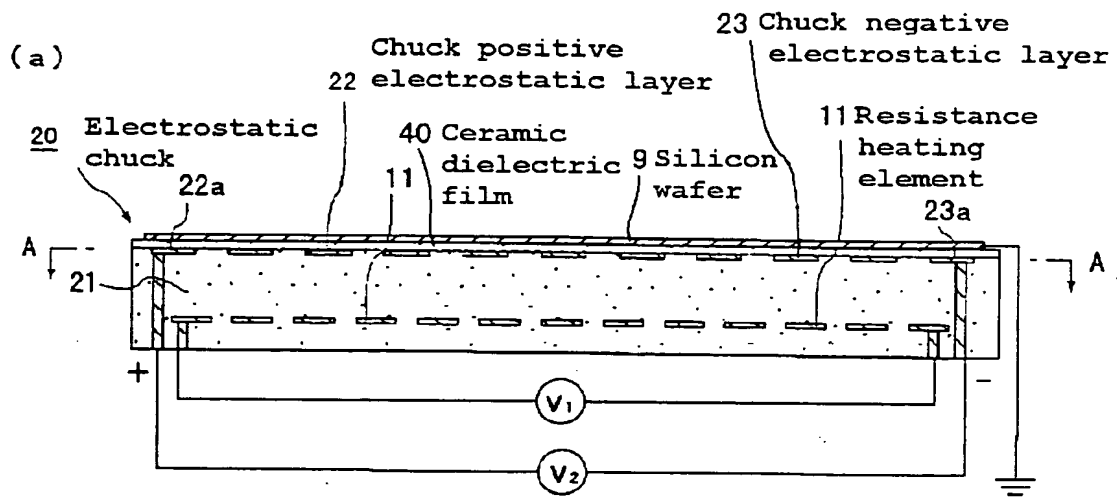 (a)
23 Chuck negative
electrostatic layer
Chuck positive
22 electrostatic layer
20 Electrostatic
chuck
22a
11
40 Ceramic
dielectric
film
9 Silicon
wafer
11 Resistance
heating
element
23a
A
A
21
+
-
V1
V2